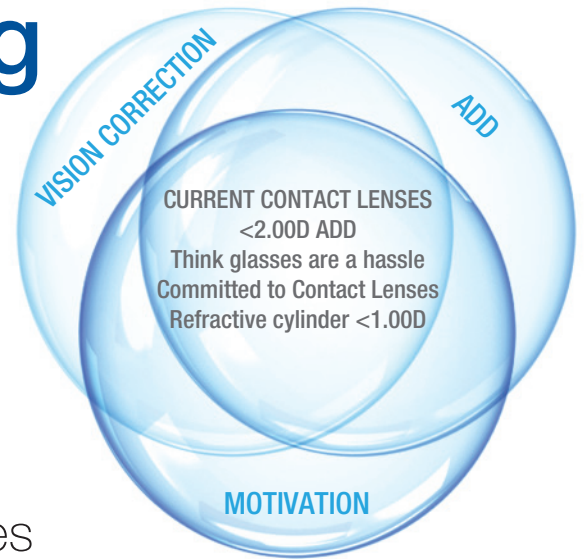 g
VISION CORRECTION
ADD
CURRENT CONTACT LENSES
<2.00D ADD
Think glasses are a hassle
Committed to Contact Lenses
Refractive cylinder <1.00D
MOTIVATION
es